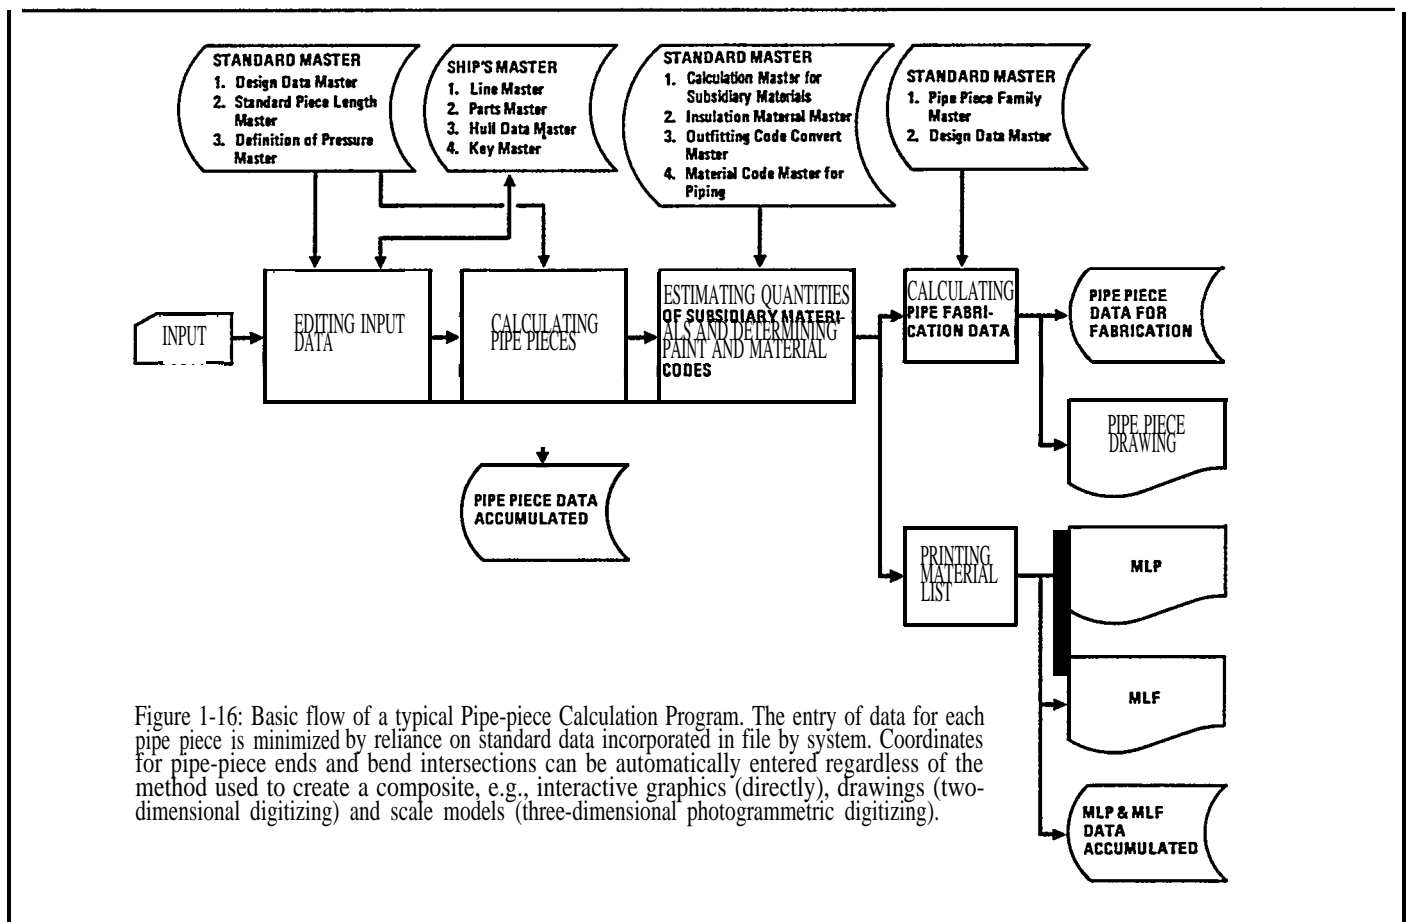 STANDARD MASTER
1. Design Data Master
2. Standard Piece Length
Master
3. Definition of Pressure
Master
SHIP'S MASTER
1. Line Master
2. Parts Master
3. Hull Data Master
4. Key Master
STANDARD MASTER
1. Calculation Master for
Subsidiary Materials
2. Insulation Material Master
3. Outfitting Code Convert
Master
4. Material Code Master for
Piping
STANDARD MASTER
1. Pipe Piece Family
Master
2. Design Data Master
INPUT
EDITING INPUT
DATA
CALCULATING
PIPE PIECES
ESTIMATING QUANTITIES
OF SUBSIDIARY MATERI-
ALS AND DETERMINING
PAINT AND MATERIAL
CODES
CALCULATING
PIPE FABRI-
CATION DATA
PIPE PIECE
DATA FOR
FABRICATION
PIPE PIECE
DRAWING
PIPE PIECE DATA
ACCUMULATED
PRINTING
MATERIAL
LIST
MLP
MLF
MLP & MLF
DATA
ACCUMULATED
Figure 1-16: Basic flow of a typical Pipe-piece Calculation Program. The entry of data for each
pipe piece is minimized by reliance on standard data incorporated in file by system. Coordinates
for pipe-piece ends and bend intersections can be automatically entered regardless of the
method used to create a composite, e.g., interactive graphics (directly), drawings (two-
dimensional digitizing) and scale models (three-dimensional photogrammetric digitizing).